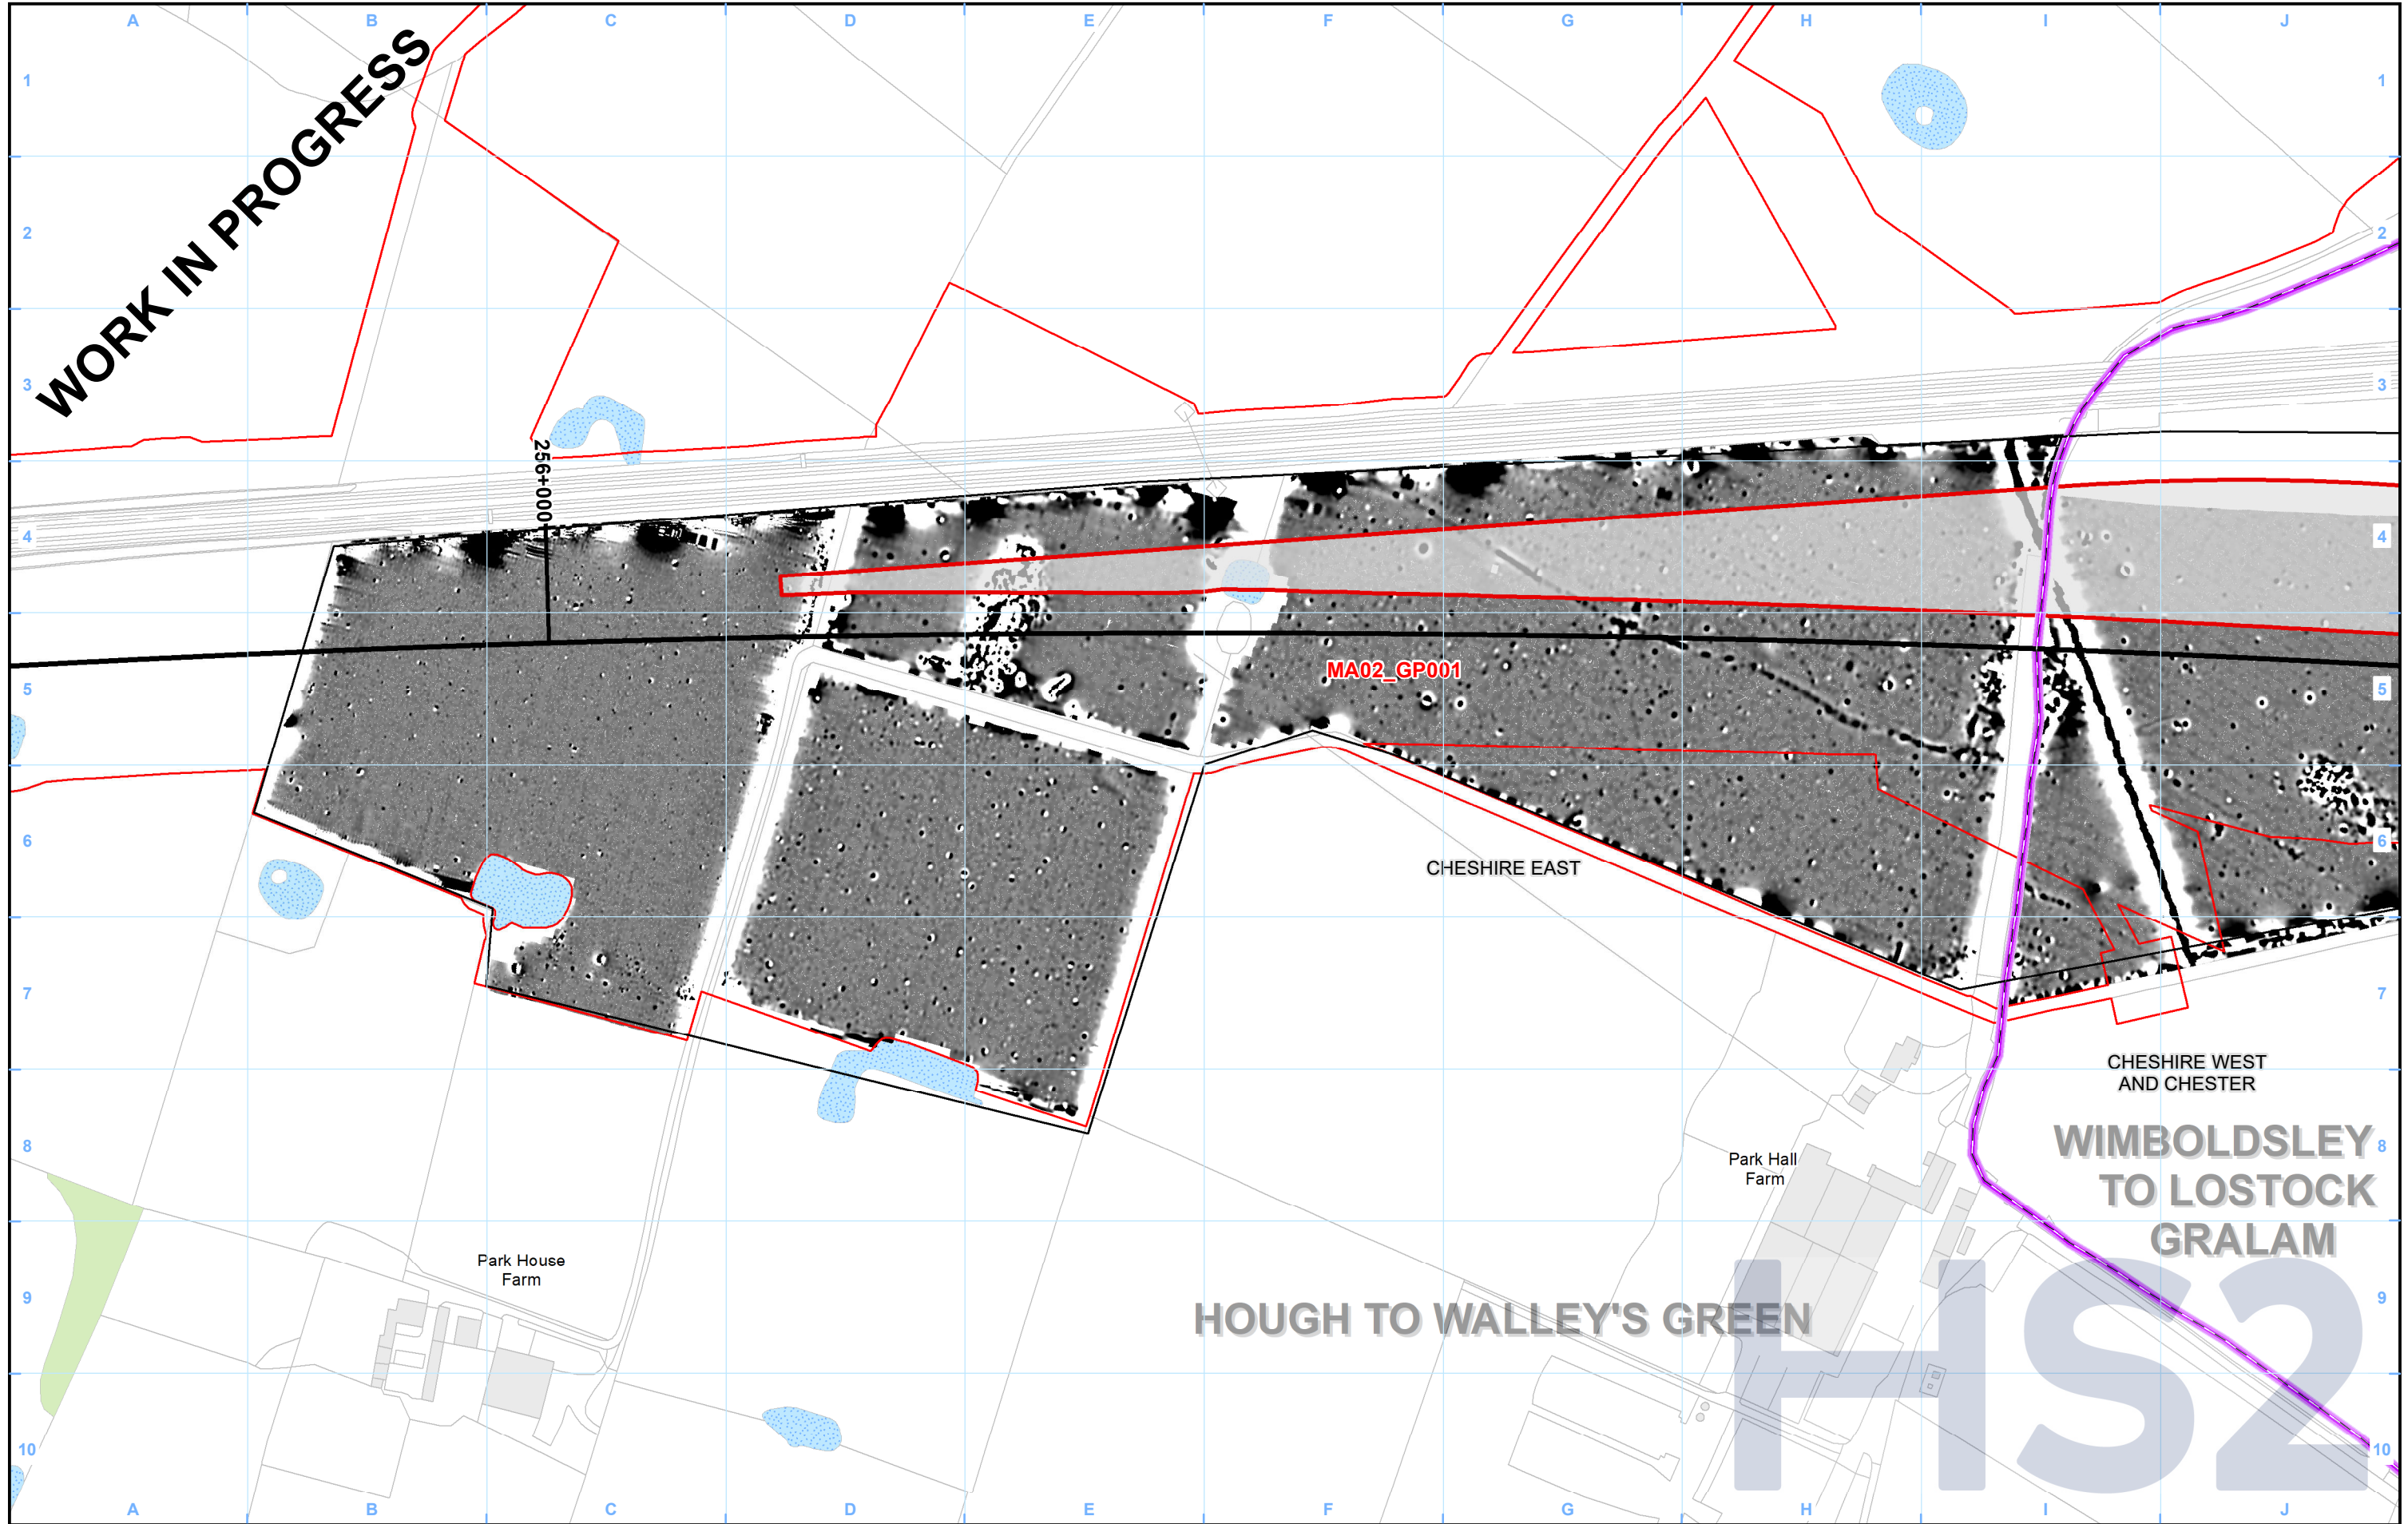 A B C D E F G H I J
1 1
2 2
3 3
4 4
5 5
6 6
7 7
8 8
9 9
10 10
WORK IN PROGRESS
256+000
MA02_GP001
CHESHIRE EAST
CHESHIRE WEST
AND CHESTER
WIMBOLDSLEY
TO LOSTOCK
GRALAM
Park Hall
Farm
Park House
Farm
HOUGH TO WALLEY'S GREEN
HS2
A B C D E F G H I J